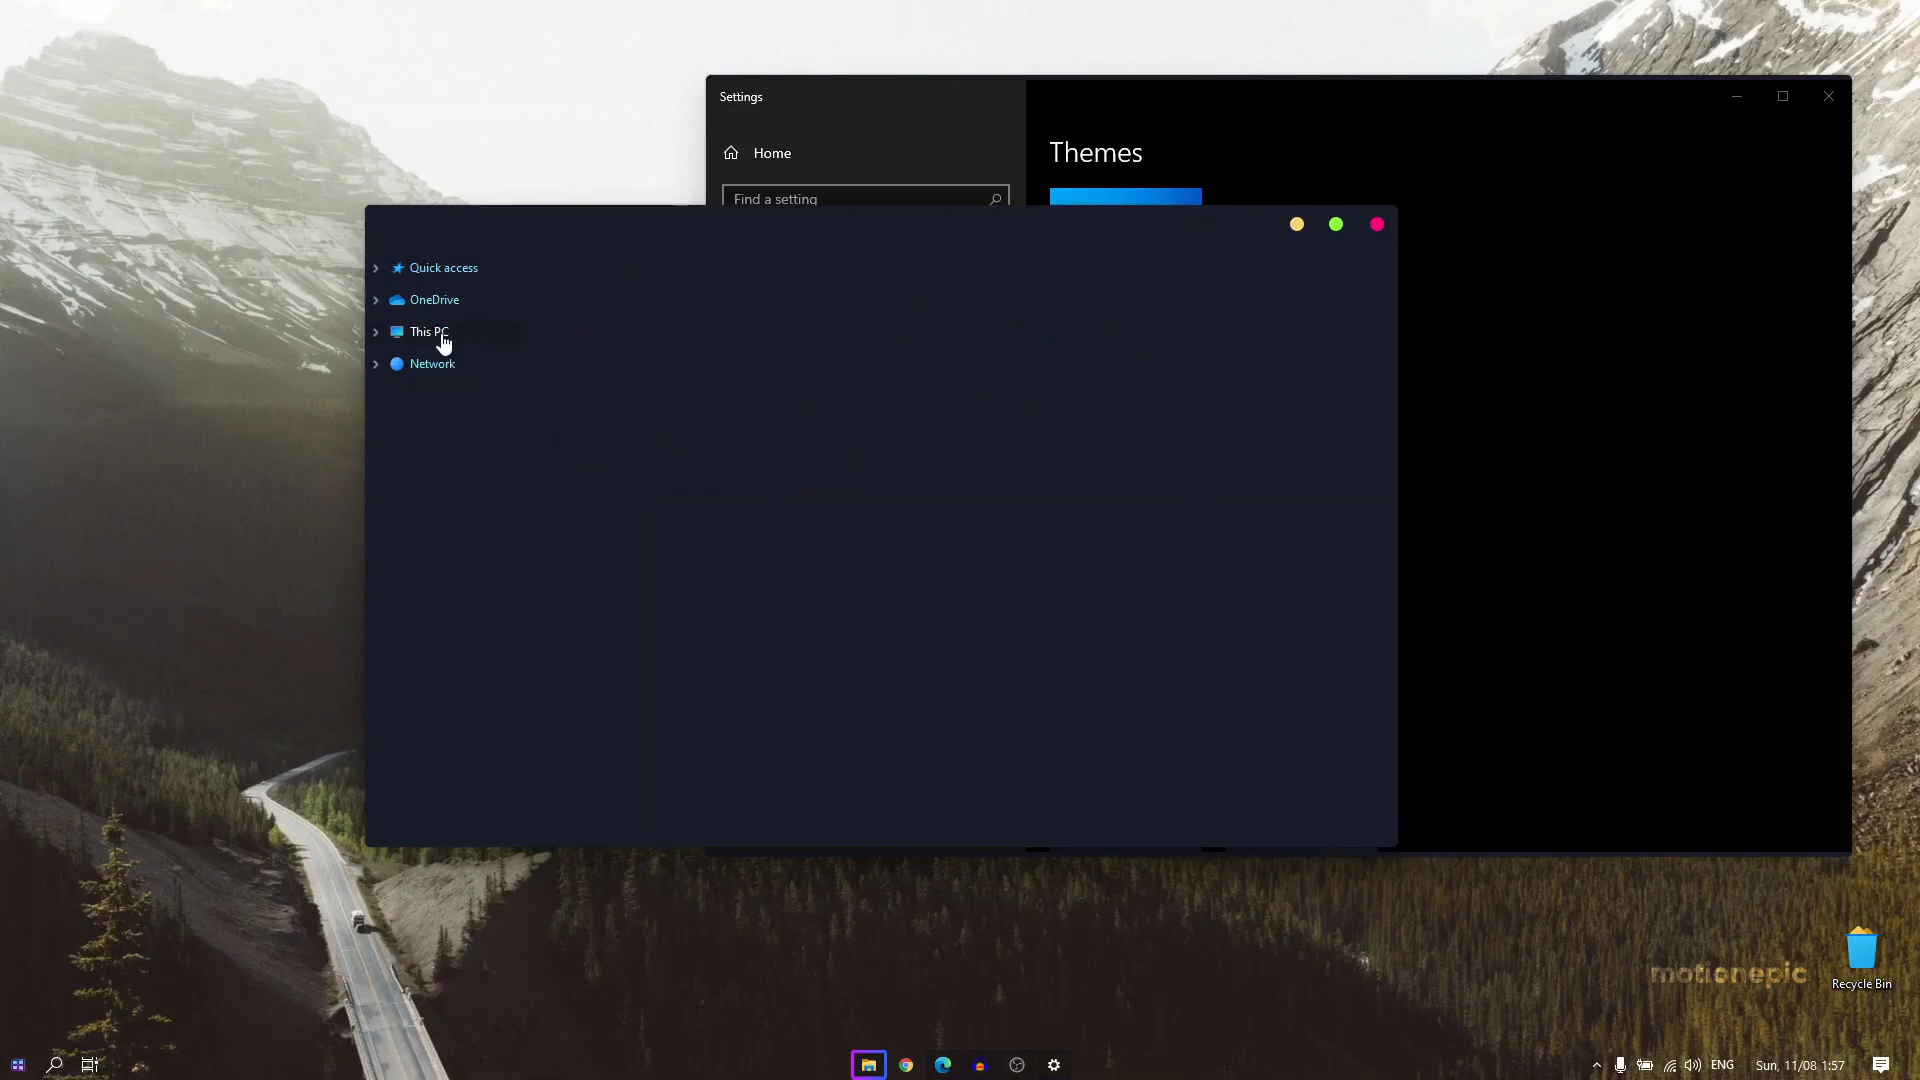 Settings
Home
Find a setting
Themes
Quick access
OneDrive
This PC
Network
motionepic
Recycle Bin
ENG
Sun, 11/08 1:57